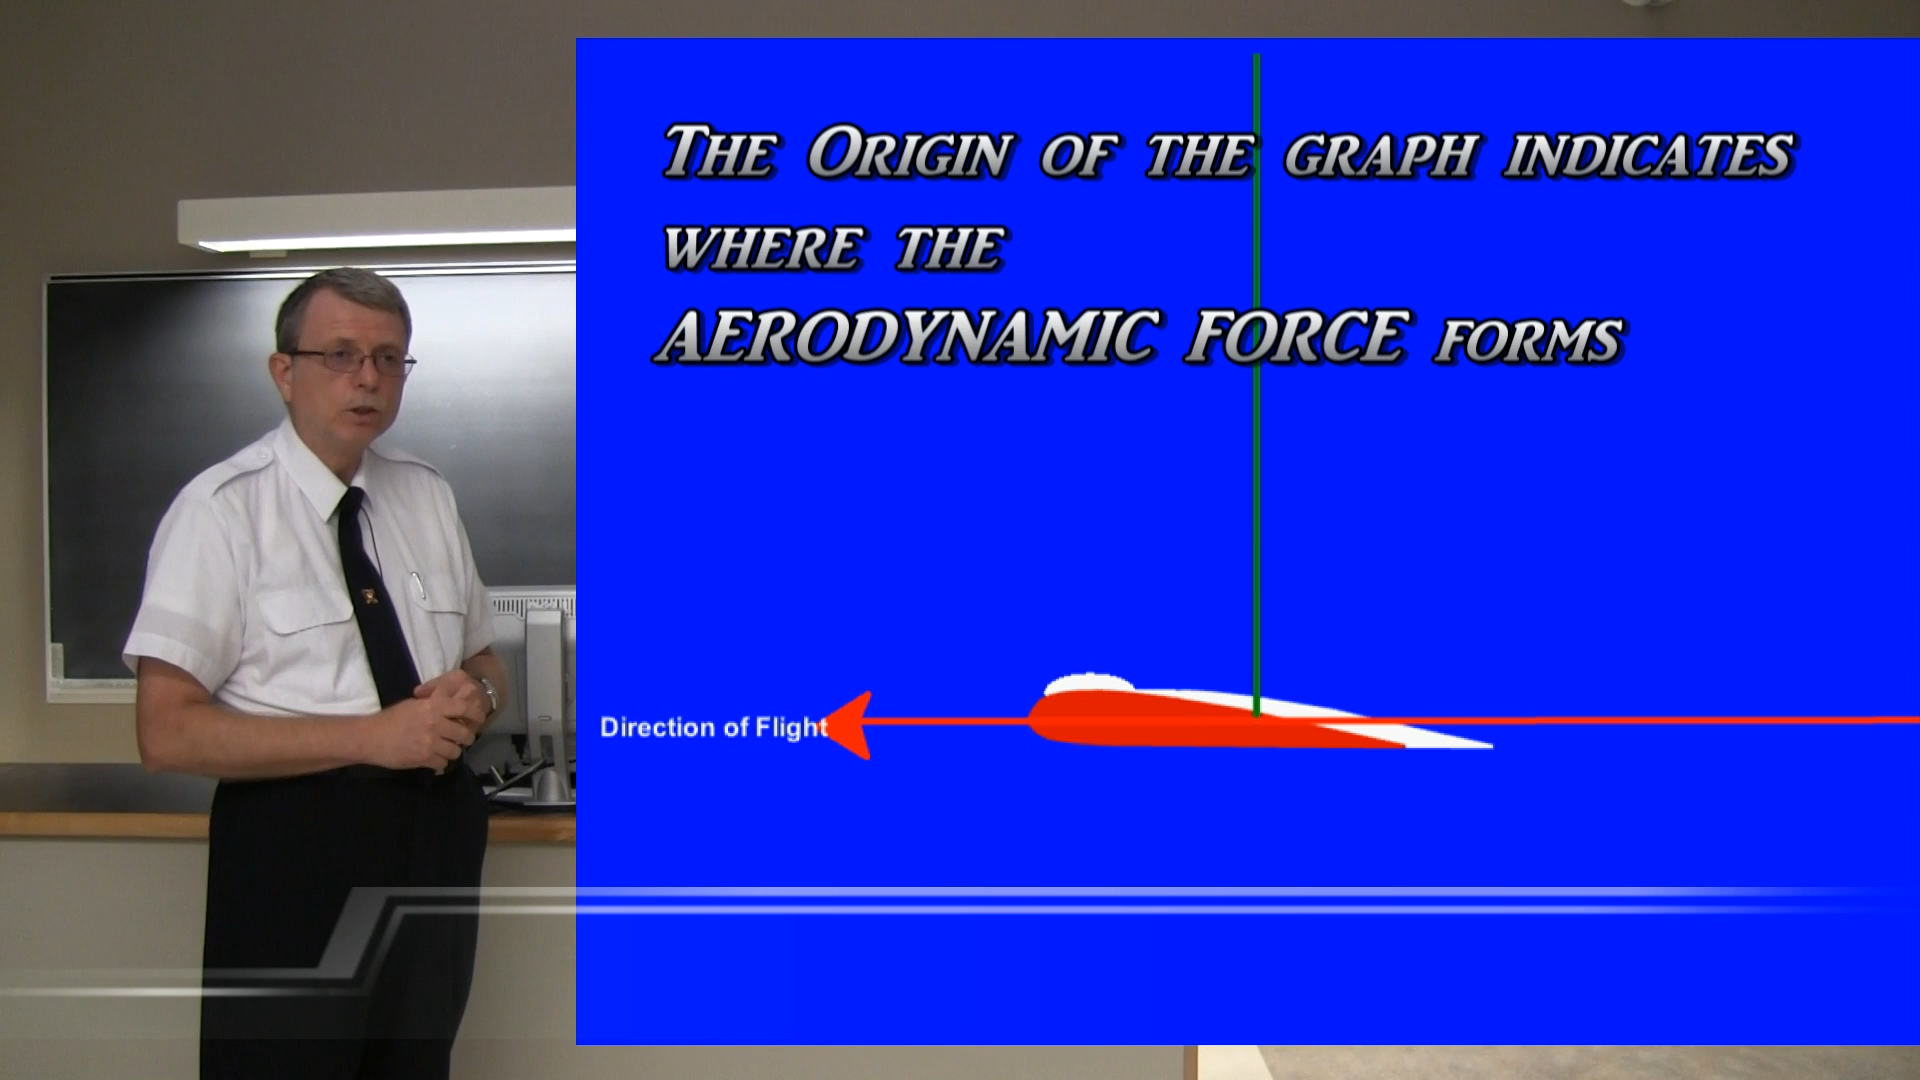 The Origin of the graph indicates
where the
AERODYNAMIC FORCE forms
Direction of Flight